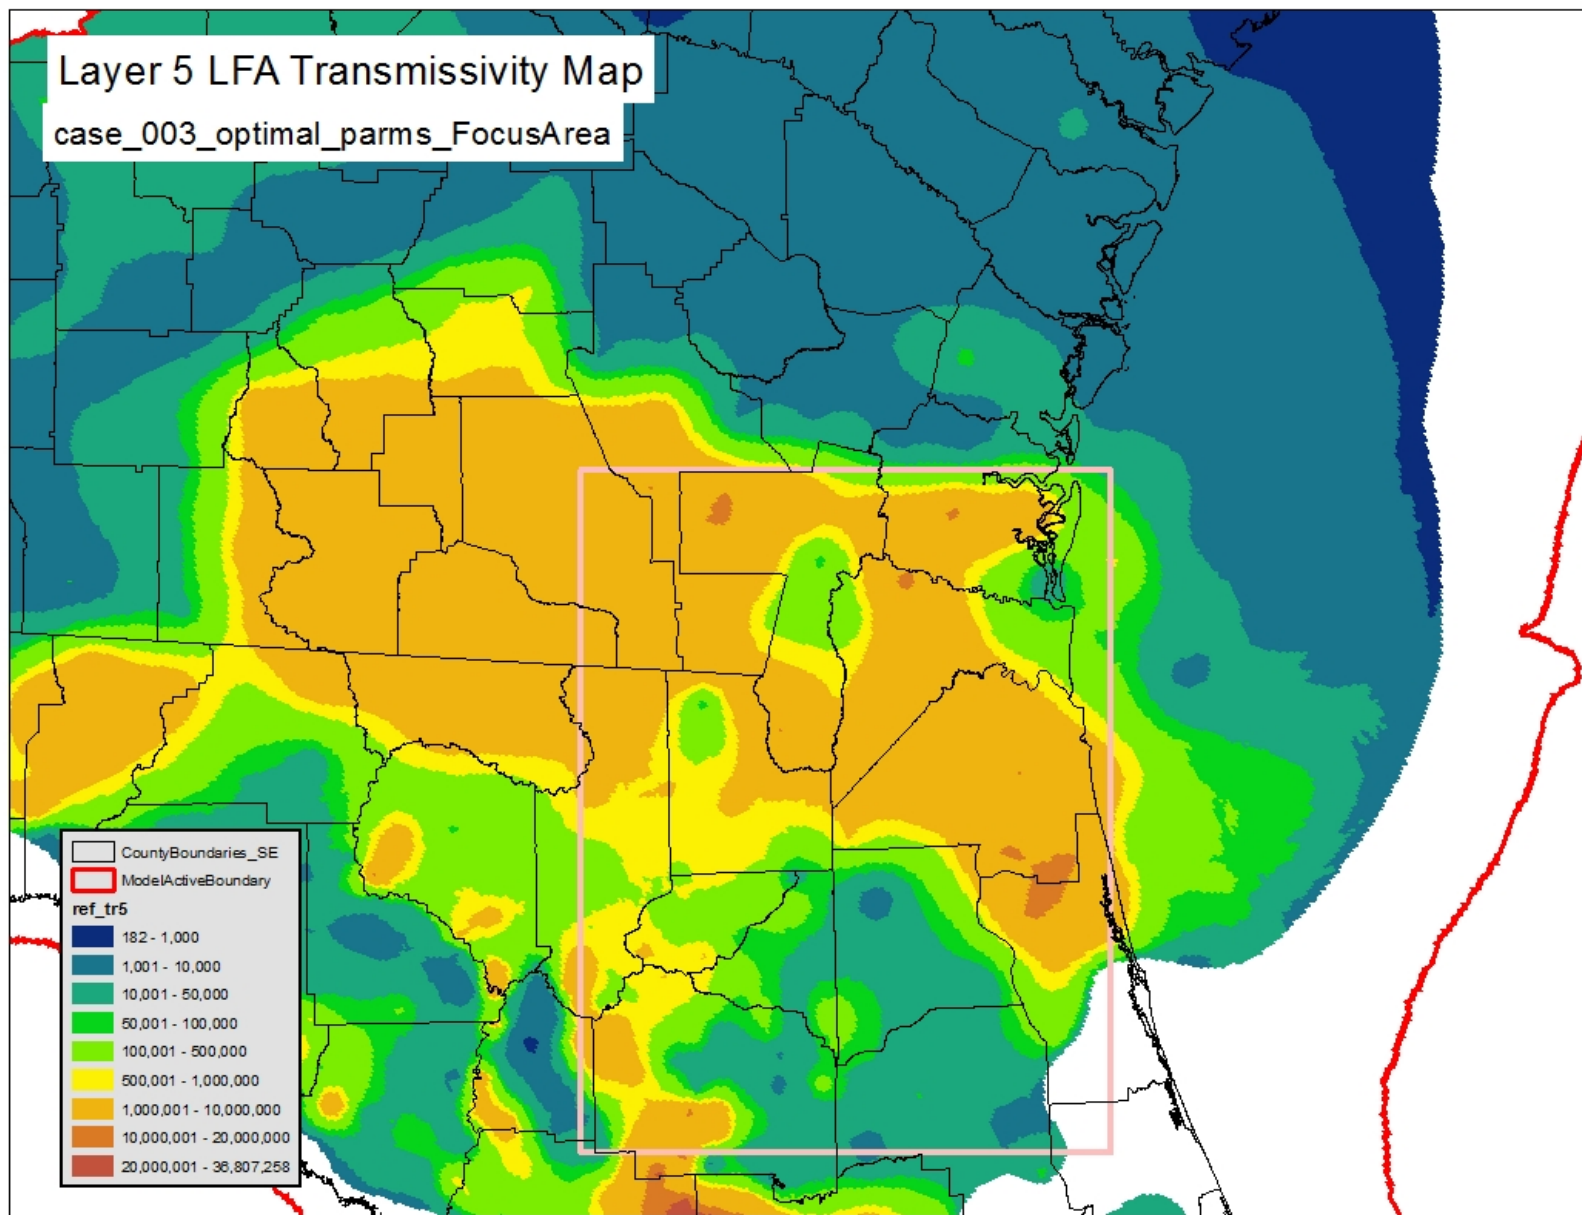 Layer 5 LFA Transmissivity Map
case_003_optimal_parms_FocusArea
CountyBoundaries_SE
ModelActiveBoundary
ref_tr5
182 - 1,000
1,001 - 10,000
10,001 - 50,000
50,001 - 100,000
100,001 - 500,000
500,001 - 1,000,000
1,000,001 - 10,000,000
10,000,001 - 20,000,000
20,000,001 - 36,807,258